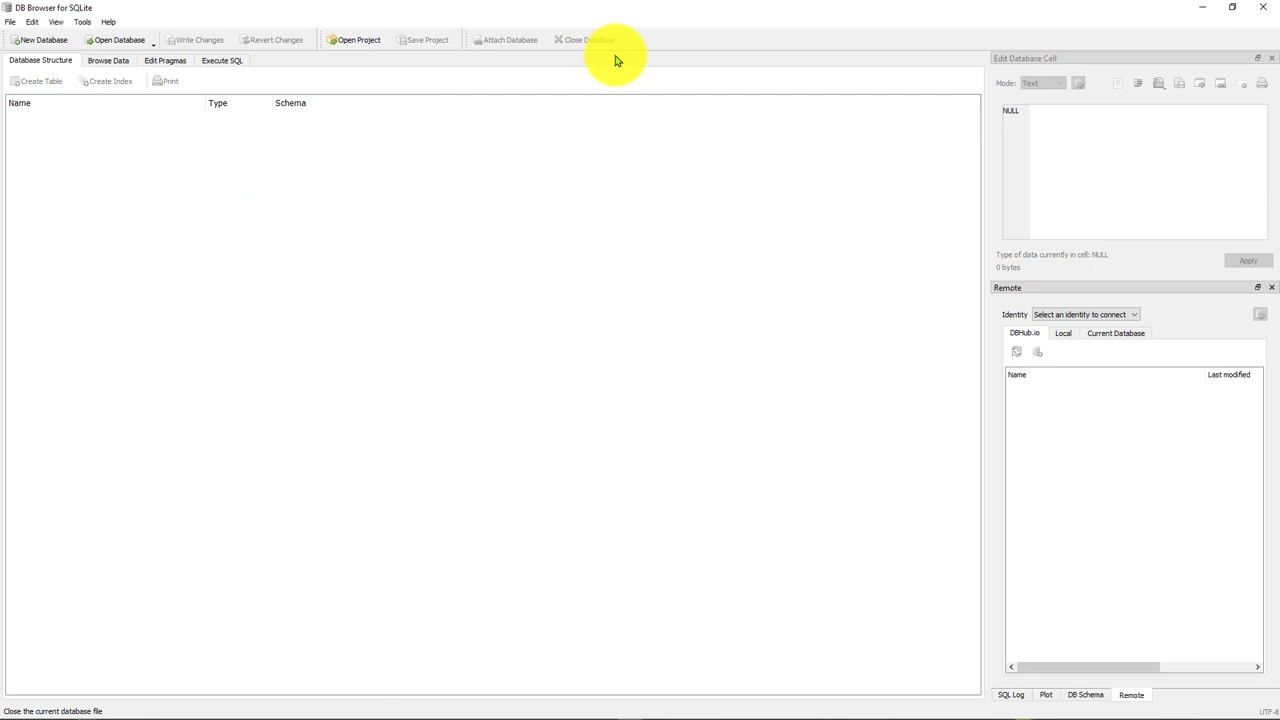 DB Browser for SQLite
File Edit View Tools Help
New Database Open Database Write Changes Revert Changes Open Project Save Project Attach Database Close Database
Database Structure Browse Data Edit Pragmas Execute SQL
Create Table Create Index Print
Name Type Schema
Edit Database Cell
Mode: Text
NULL
Type of data currently in cell: NULL
0 bytes
Apply
Remote
Identity Select an identity to connect
DBHub.io Local Current Database
Name Last modified
SQL Log Plot DB Schema Remote
Close the current database file
UTF-8